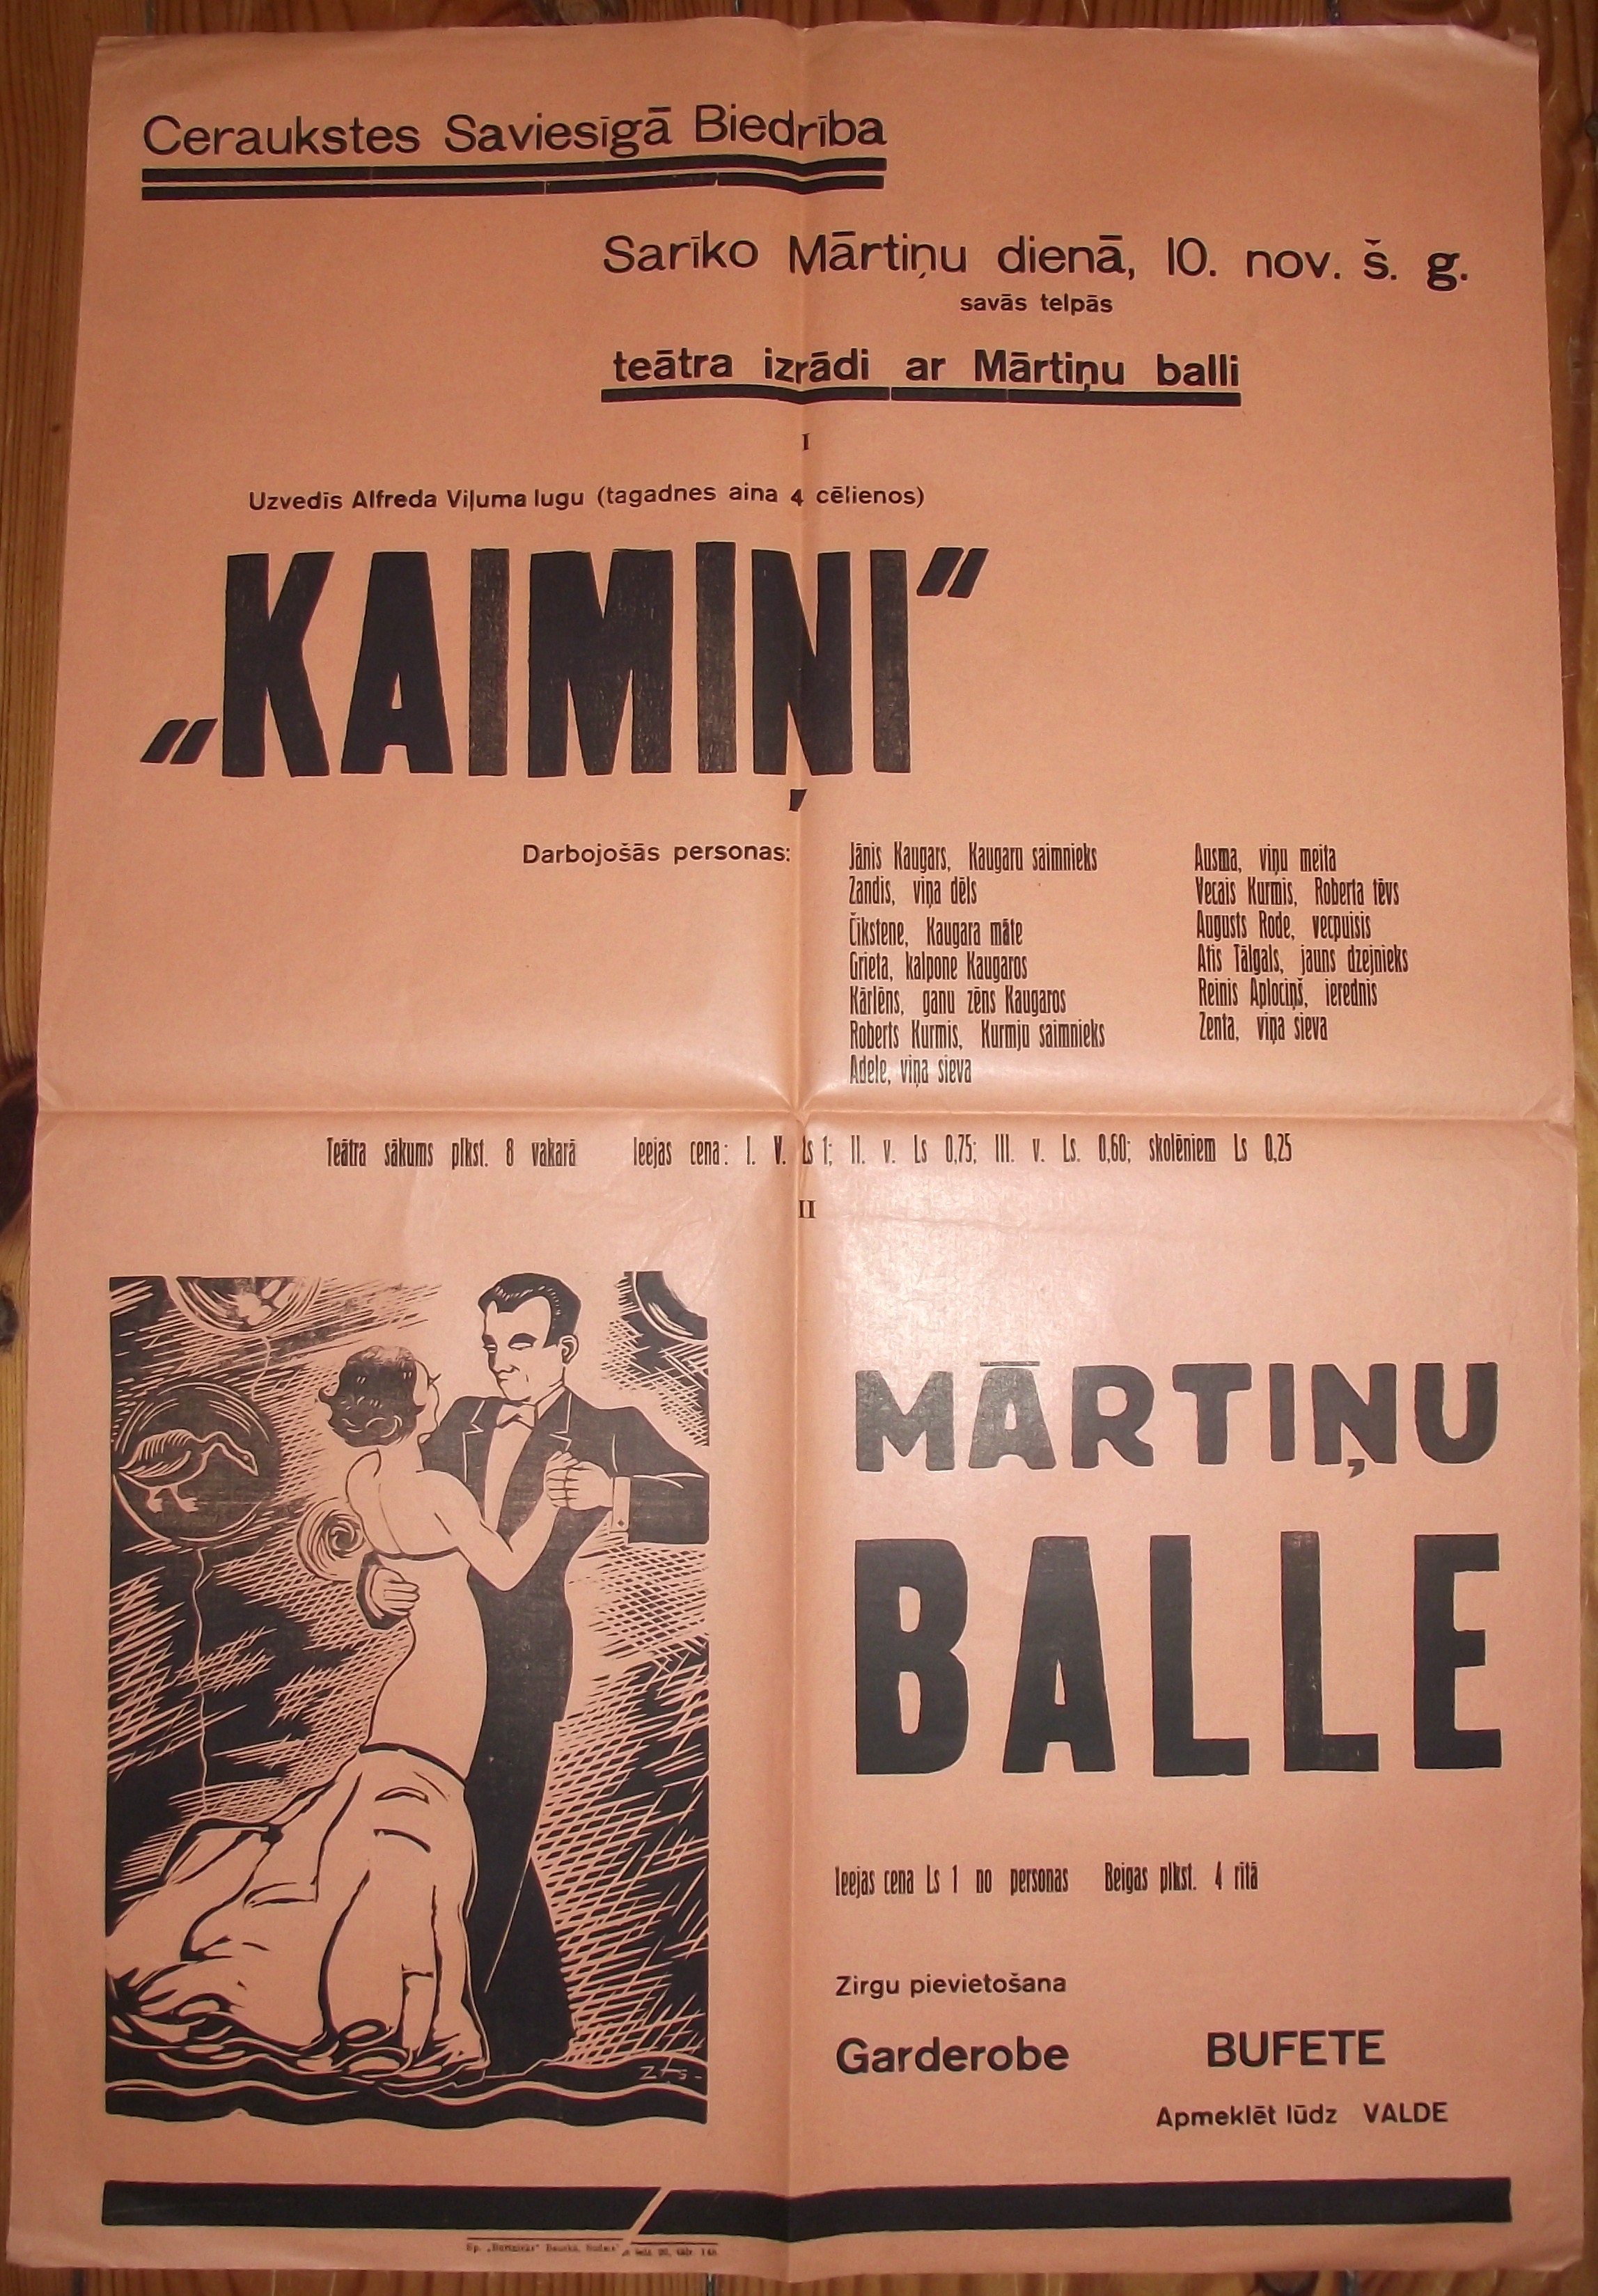 Ceraukstes Saviesīgā Biedrība
Sarīko Mārtiņu dienā, 10. nov. š. g.
savās telpās
teātra izrādi ar Mārtiņu balli
I
Uzvedīs Alfreda Viļuma lugu (tagadnes aina 4 cēlienos)
„KAIMIŅI”
Darbojošās personas:
Jānis Kaugars, Kaugaru saimnieks
Zandis, viņa dēls
Čikstene, Kaugara māte
Grieta, kalpone Kaugaros
Kārlēns, ganu zēns Kaugaros
Roberts Kurmis, Kurmju saimnieks
Adele, viņa sieva
Ausma, viņu meita
Vecais Kurmis, Roberta tēvs
Augusts Rode, vecpuisis
Atis Tālgals, jauns dzejnieks
Reinis Aplociņš, ierednis
Zenta, viņa sieva
Teātra sākums plkst. 8 vakarā Ieejas cena: I. V. Ls 1; II. v. Ls 0,75; III. v. Ls. 0,60; skolēniem Ls 0,25
II
MĀRTIŅU
BALLE
Ieejas cena Ls 1 no personas Beigas plkst. 4 rītā
Zirgu pievietošana
Garderobe BUFETE
Apmeklēt lūdz VALDE
Sp. Bauskā,